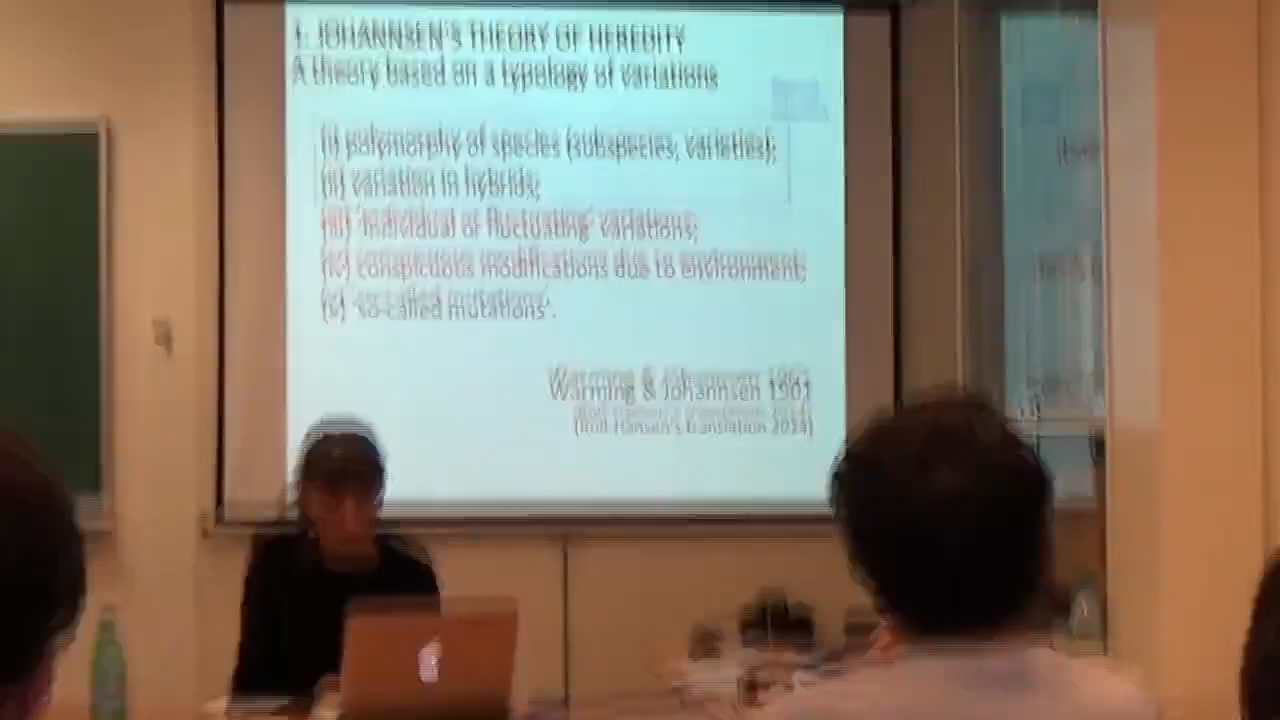 1. JOHANNSEN'S THEORY OF HEREDITY
A theory based on a typology of variations
(i) polymorphy of species (subspecies, varieties);
(ii) variation in hybrids;
(iii) 'individual or fluctuating' variations;
(iv) conspicuous modifications due to environment;
(v) 'so-called mutations'.
Warming & Johannsen 1901
(Roll-Hansen's translation 2014)